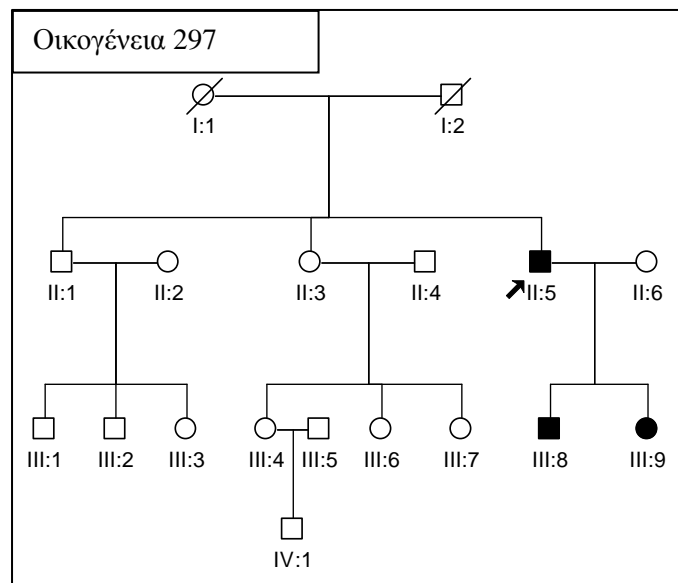 Οικογένεια 297
I:1 I:2
II:1 II:2 II:3 II:4 II:5 II:6
III:1 III:2 III:3 III:4 III:5 III:6 III:7 III:8 III:9
IV:1